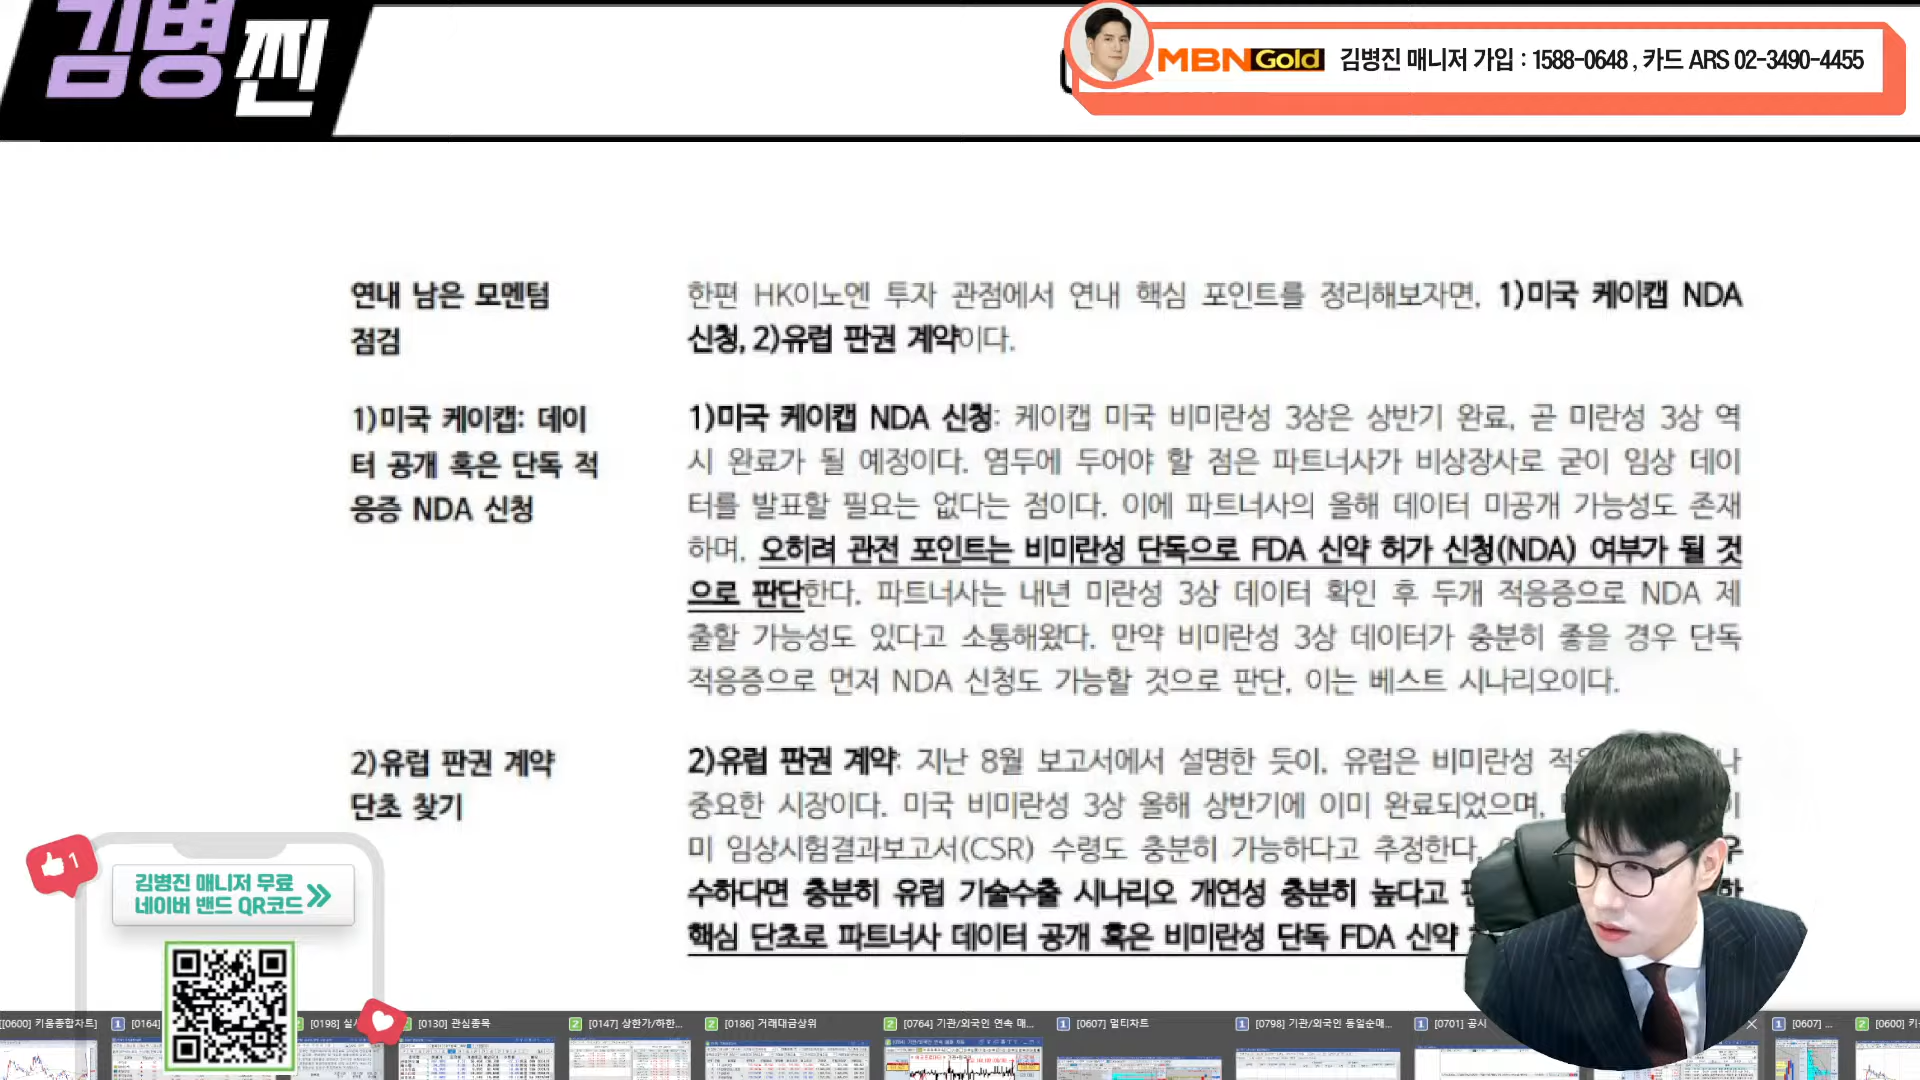 김병찐
MBNGold 김병진 매니저 가입 : 1588-0648 , 카드 ARS 02-3490-4455
연내 남은 모멘텀
점검
한편 HK이노엔 투자 관점에서 연내 핵심 포인트를 정리해보자면, 1)미국 케이캡 NDA
신청, 2)유럽 판권 계약이다.
1)미국 케이캡: 데이
터 공개 혹은 단독 적
응증 NDA 신청
1)미국 케이캡 NDA 신청: 케이캡 미국 비미란성 3상은 상반기 완료, 곧 미란성 3상 역
시 완료가 될 예정이다. 염두에 두어야 할 점은 파트너사가 비상장사로 굳이 임상 데이
터를 발표할 필요는 없다는 점이다. 이에 파트너사의 올해 데이터 미공개 가능성도 존재
하며, 오히려 관전 포인트는 비미란성 단독으로 FDA 신약 허가 신청(NDA) 여부가 될 것
으로 판단한다. 파트너사는 내년 미란성 3상 데이터 확인 후 두개 적응증으로 NDA 제
출할 가능성도 있다고 소통해왔다. 만약 비미란성 3상 데이터가 충분히 좋을 경우 단독
적응증으로 먼저 NDA 신청도 가능할 것으로 판단, 이는 베스트 시나리오이다.
2)유럽 판권 계약
단초 찾기
2)유럽 판권 계약: 지난 8월 보고서에서 설명한 듯이, 유럽은 비미란성
중요한 시장이다. 미국 비미란성 3상 올해 상반기에 이미 완료되었으며,
미 임상시험결과보고서(CSR) 수령도 충분히 가능하다고 추정한다.
수하다면 충분히 유럽 기술수출 시나리오 개연성 충분히 높다고
핵심 단초로 파트너사 데이터 공개 혹은 비미란성 단독 FDA 신약
1
김병진 매니저 무료
네이버 밴드 QR코드
[0600] 키움종합차트]
1 [0164]
2 [0198]
[0130] 관심종목
2 [0147] 상한가/하한...
2 [0186] 거래대금상위
2 [0764] 기관/외국인 연속 매...
1 [0607] 멀티차트
1 [0798] 기관/외국인 동일순매...
1 [0701] 공시
1 [0607] ...
2 [0600] 키